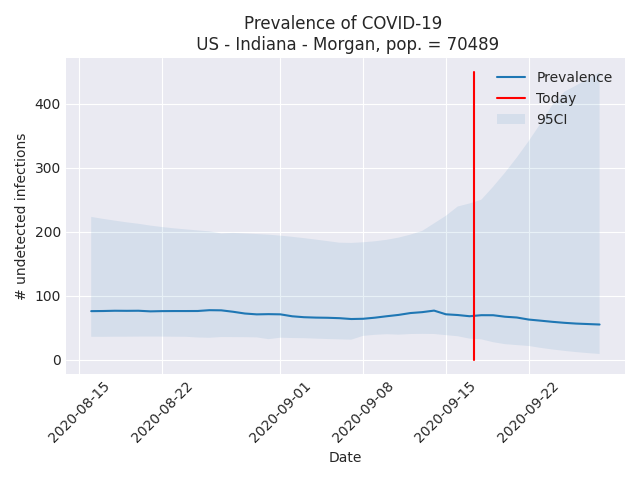 Prevalence of COVID-19
US - Indiana - Morgan, pop. = 70489
Prevalence
Today
95CI
400
300
200
100
0
# undetected infections
2020-08-15
2020-08-22
2020-09-01
2020-09-08
2020-09-15
2020-09-22
Date